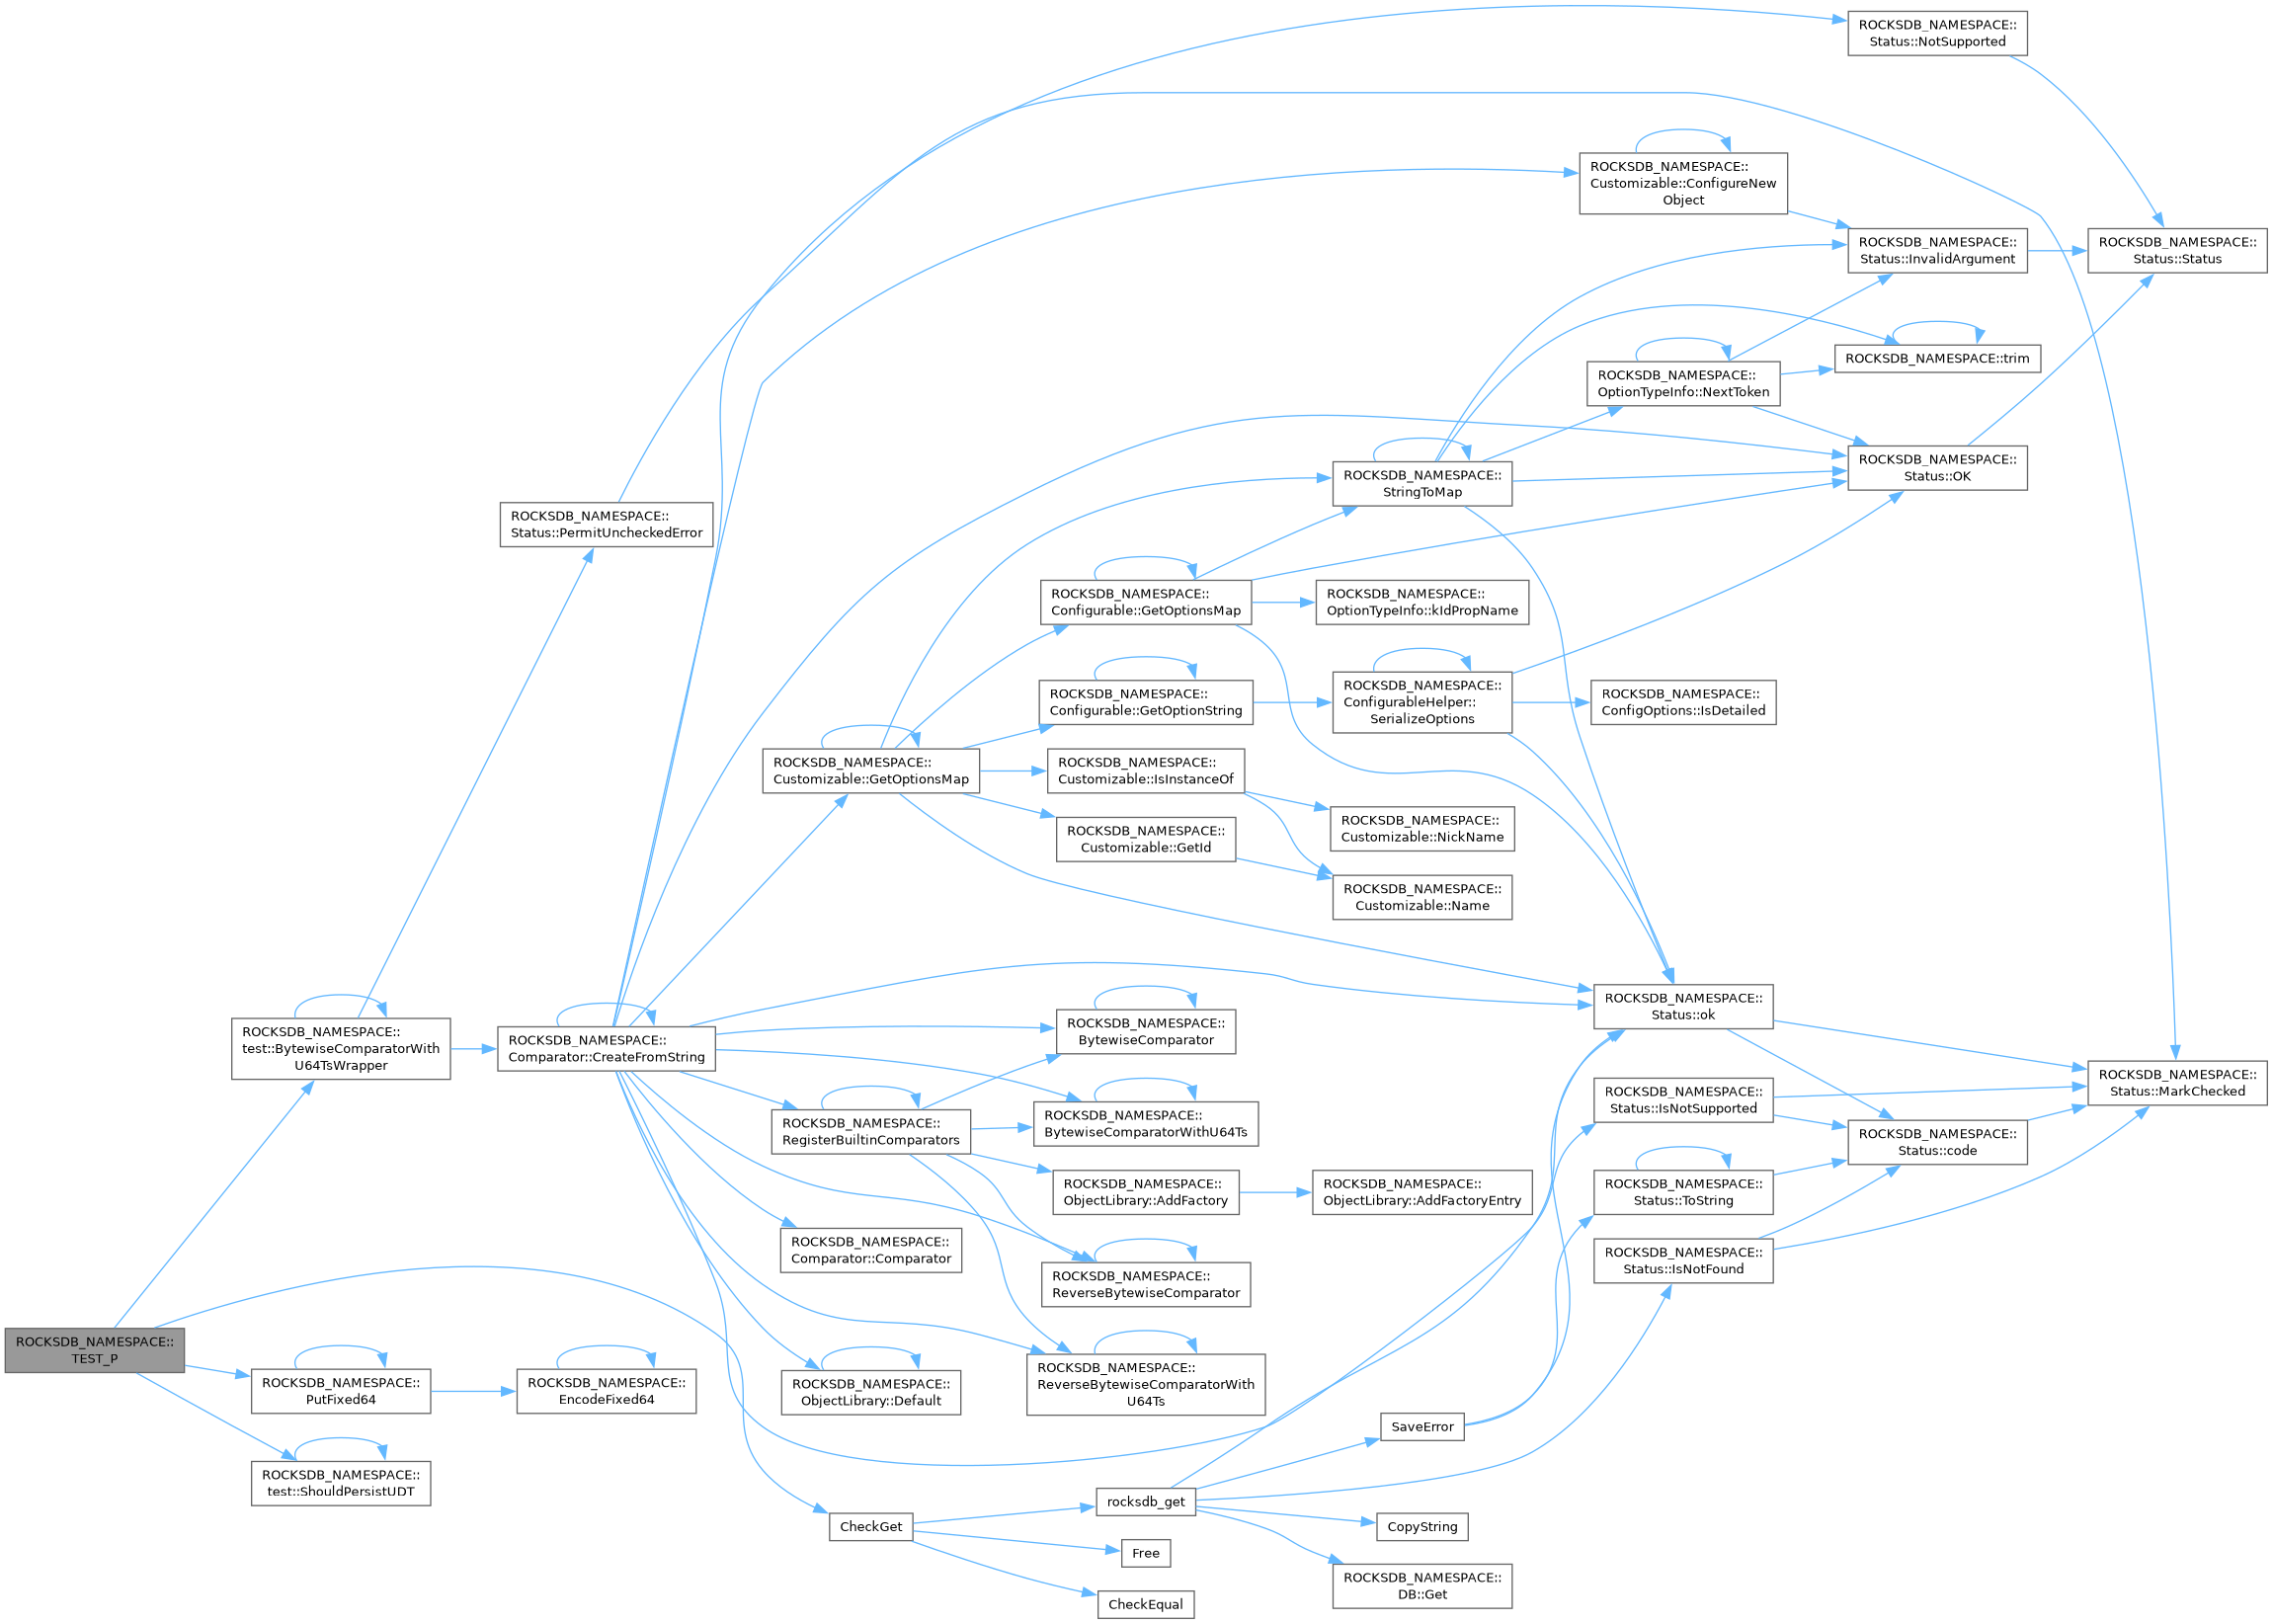 ROCKSDB_NAMESPACE::
TEST_P
ROCKSDB_NAMESPACE::
test::BytewiseComparatorWith
U64TsWrapper
ROCKSDB_NAMESPACE::
PutFixed64
ROCKSDB_NAMESPACE::
test::ShouldPersistUDT
ROCKSDB_NAMESPACE::
Status::PermitUncheckedError
ROCKSDB_NAMESPACE::
Comparator::CreateFromString
ROCKSDB_NAMESPACE::
EncodeFixed64
ROCKSDB_NAMESPACE::
Customizable::GetOptionsMap
ROCKSDB_NAMESPACE::
RegisterBuiltinComparators
ROCKSDB_NAMESPACE::
Comparator::Comparator
ROCKSDB_NAMESPACE::
ObjectLibrary::Default
CheckGet
ROCKSDB_NAMESPACE::
Configurable::GetOptionsMap
ROCKSDB_NAMESPACE::
Configurable::GetOptionString
ROCKSDB_NAMESPACE::
Customizable::IsInstanceOf
ROCKSDB_NAMESPACE::
Customizable::GetId
ROCKSDB_NAMESPACE::
BytewiseComparator
ROCKSDB_NAMESPACE::
BytewiseComparatorWithU64Ts
ROCKSDB_NAMESPACE::
ObjectLibrary::AddFactory
ROCKSDB_NAMESPACE::
ReverseBytewiseComparator
ROCKSDB_NAMESPACE::
ReverseBytewiseComparatorWith
U64Ts
rocksdb_get
Free
CheckEqual
ROCKSDB_NAMESPACE::
StringToMap
ROCKSDB_NAMESPACE::
OptionTypeInfo::kIdPropName
ROCKSDB_NAMESPACE::
ConfigurableHelper::
SerializeOptions
ROCKSDB_NAMESPACE::
Customizable::NickName
ROCKSDB_NAMESPACE::
Customizable::Name
ROCKSDB_NAMESPACE::
ObjectLibrary::AddFactoryEntry
SaveError
CopyString
ROCKSDB_NAMESPACE::
DB::Get
ROCKSDB_NAMESPACE::
Customizable::ConfigureNew
Object
ROCKSDB_NAMESPACE::
OptionTypeInfo::NextToken
ROCKSDB_NAMESPACE::
ConfigOptions::IsDetailed
ROCKSDB_NAMESPACE::
Status::ok
ROCKSDB_NAMESPACE::
Status::IsNotSupported
ROCKSDB_NAMESPACE::
Status::ToString
ROCKSDB_NAMESPACE::
Status::IsNotFound
ROCKSDB_NAMESPACE::
Status::NotSupported
ROCKSDB_NAMESPACE::
Status::InvalidArgument
ROCKSDB_NAMESPACE::trim
ROCKSDB_NAMESPACE::
Status::OK
ROCKSDB_NAMESPACE::
Status::code
ROCKSDB_NAMESPACE::
Status::Status
ROCKSDB_NAMESPACE::
Status::MarkChecked